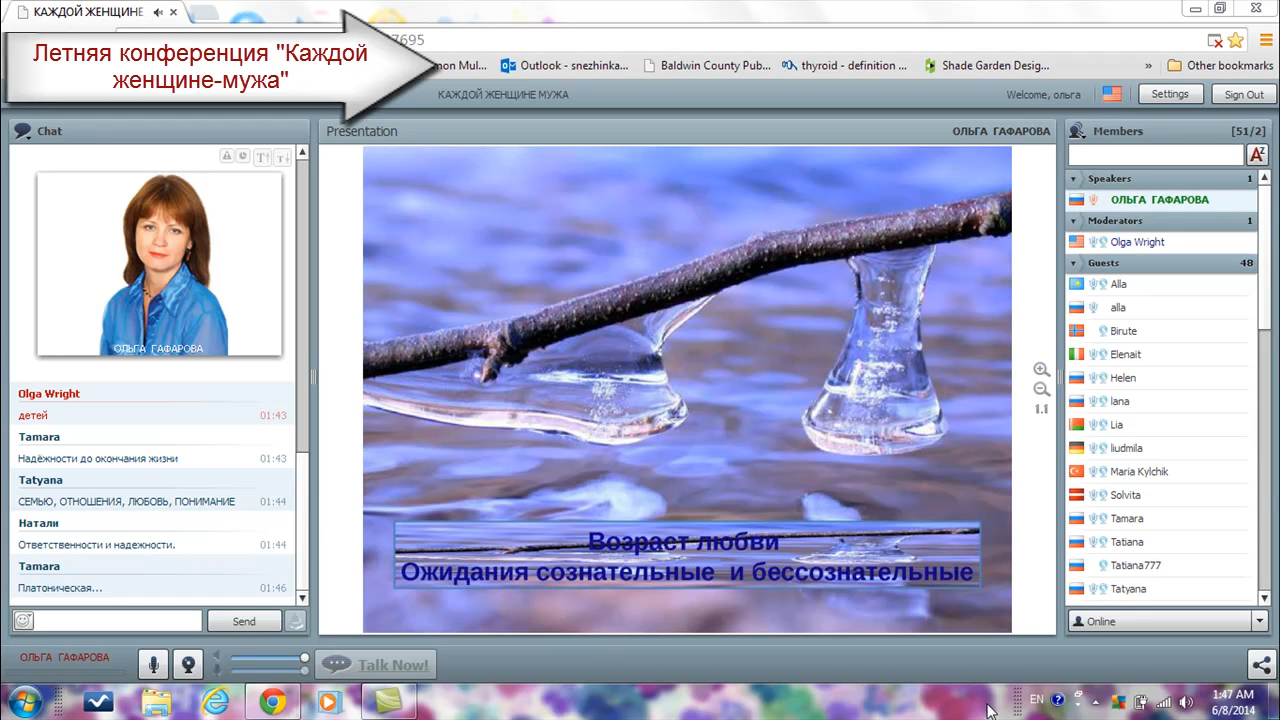 КАЖДОЙ ЖЕНЩИНЕ
7695
Летняя конференция "Каждой
женщине-мужа"
mon Mul...
Outlook - snezhinka...
Baldwin County Pub...
thyroid - definition ...
Shade Garden Desig...
»
Other bookmarks
КАЖДОЙ ЖЕНЩИНЕ МУЖА
Welcome, ольга
Settings
Sign Out
Chat
ОЛЬГА ГАФАРОВА
Olga Wright
детей 01:43
Tamara
Надёжности до окончания жизни 01:43
Tatyana
СЕМЬЮ, ОТНОШЕНИЯ, ЛЮБОВЬ, ПОНИМАНИЕ 01:44
Натали
Ответственности и надежности. 01:44
Tamara
Платоническая... 01:46
Send
Presentation
ОЛЬГА ГАФАРОВА
Возраст любви
Ожидания сознательные и бессознательные
1.1
Members [51/2]
Speakers 1
ОЛЬГА ГАФАРОВА
Moderators 1
Olga Wright
Guests 48
Alla
alla
Birute
Elenait
Helen
lana
Lia
liudmila
Maria Kylchik
Solvita
Tamara
Tatiana
Tatiana777
Tatyana
Online
ОЛЬГА ГАФАРОВА
Talk Now!
EN
1:47 AM
6/8/2014